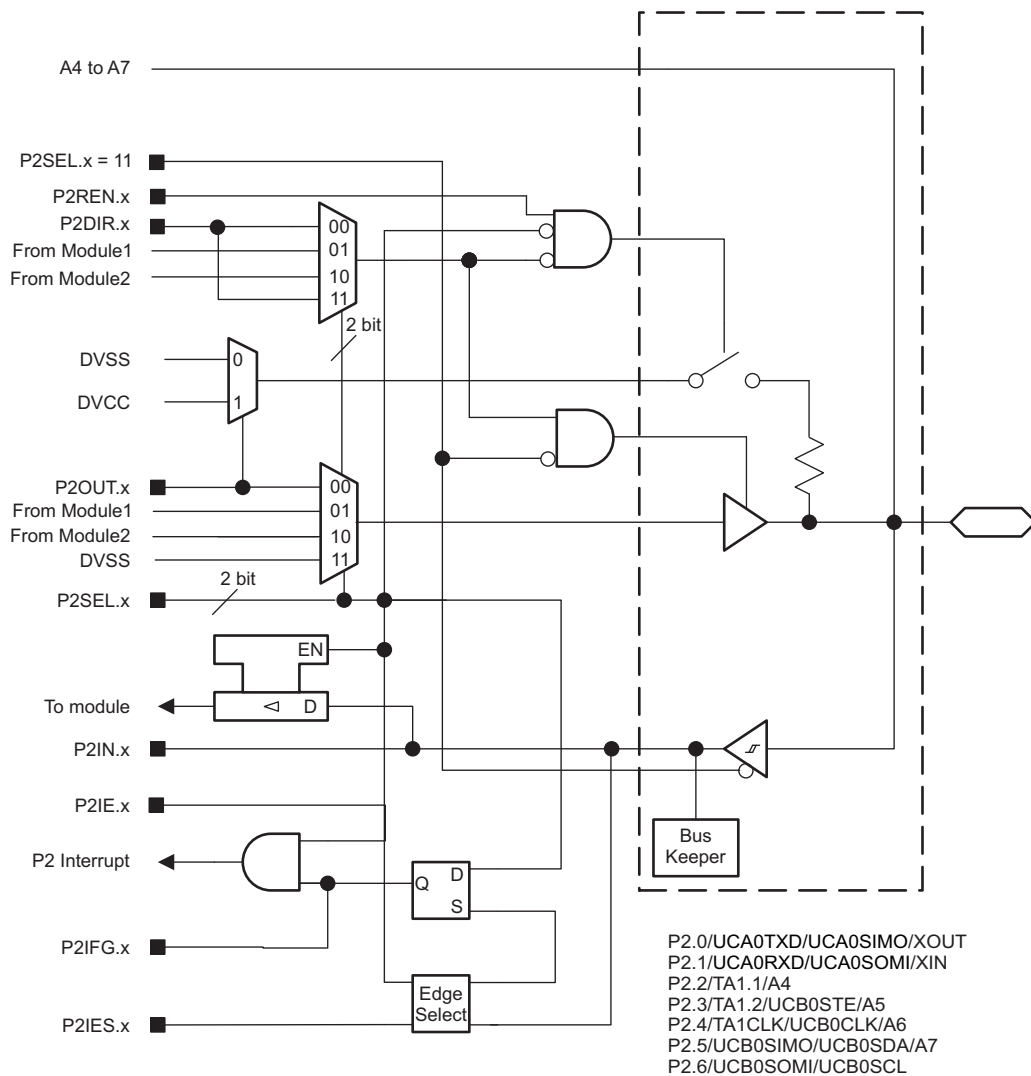 A4 to A7
P2SEL.x = 11
P2REN.x
P2DIR.x
From Module1
From Module2
00
01
10
11
2 bit
DVSS
DVCC
0
1
P2OUT.x
From Module1
From Module2
DVSS
00
01
10
11
2 bit
P2SEL.x
EN
To module
D
P2IN.x
P2IE.x
Bus
Keeper
P2 Interrupt
Q
D
S
P2IFG.x
Edge
Select
P2IES.x
P2.0/UCA0TXD/UCA0SIMO/XOUT
P2.1/UCA0RXD/UCA0SOMI/XIN
P2.2/TA1.1/A4
P2.3/TA1.2/UCB0STE/A5
P2.4/TA1CLK/UCB0CLK/A6
P2.5/UCB0SIMO/UCB0SDA/A7
P2.6/UCB0SOMI/UCB0SCL